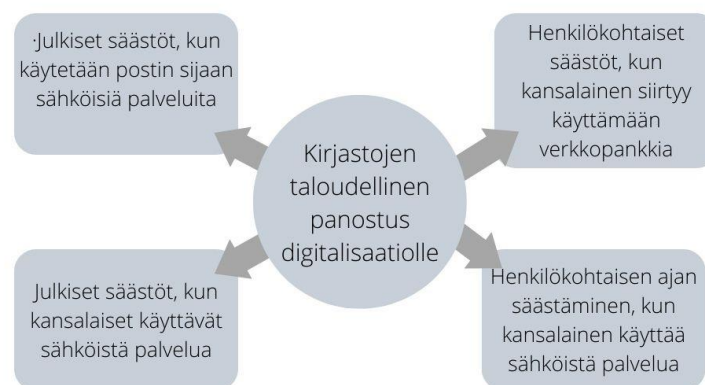 ·Julkiset säästöt, kun
käytetään postin sijaan
sähköisiä palveluita
Henkilökohtaiset
säästöt, kun
kansalainen siirtyy
käyttämään
verkkopankkia
Kirjastojen
taloudellinen
panostus
digitalisaatiolle
Julkiset säästöt, kun
kansalaiset käyttävät
sähköistä palvelua
Henkilökohtaisen ajan
säästäminen, kun
kansalainen käyttää
sähköistä palvelua